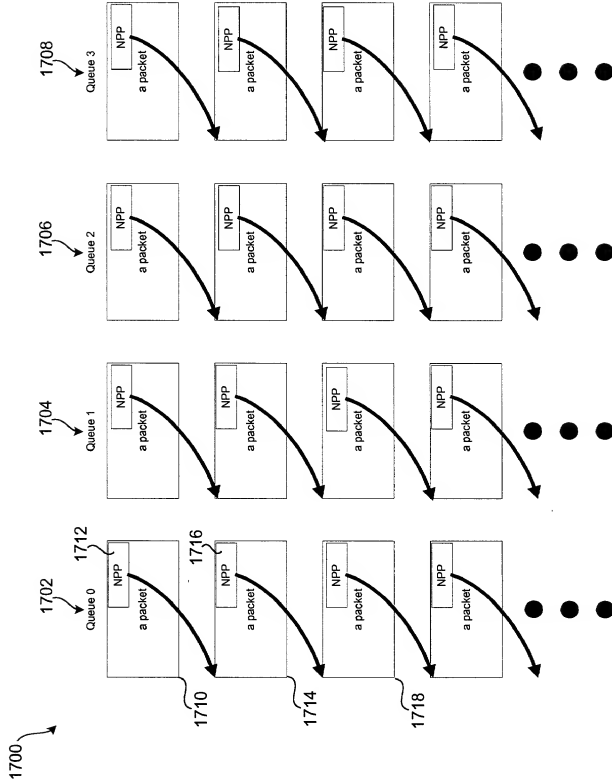 1700
1702 1704 1706 1708
Queue 0 Queue 1 Queue 2 Queue 3
1712
NPP NPP NPP NPP
a packet a packet a packet a packet
1710 1716
NPP NPP NPP NPP
a packet a packet a packet a packet
1714
NPP NPP NPP NPP
a packet a packet a packet a packet
1718
NPP NPP NPP NPP
a packet a packet a packet a packet